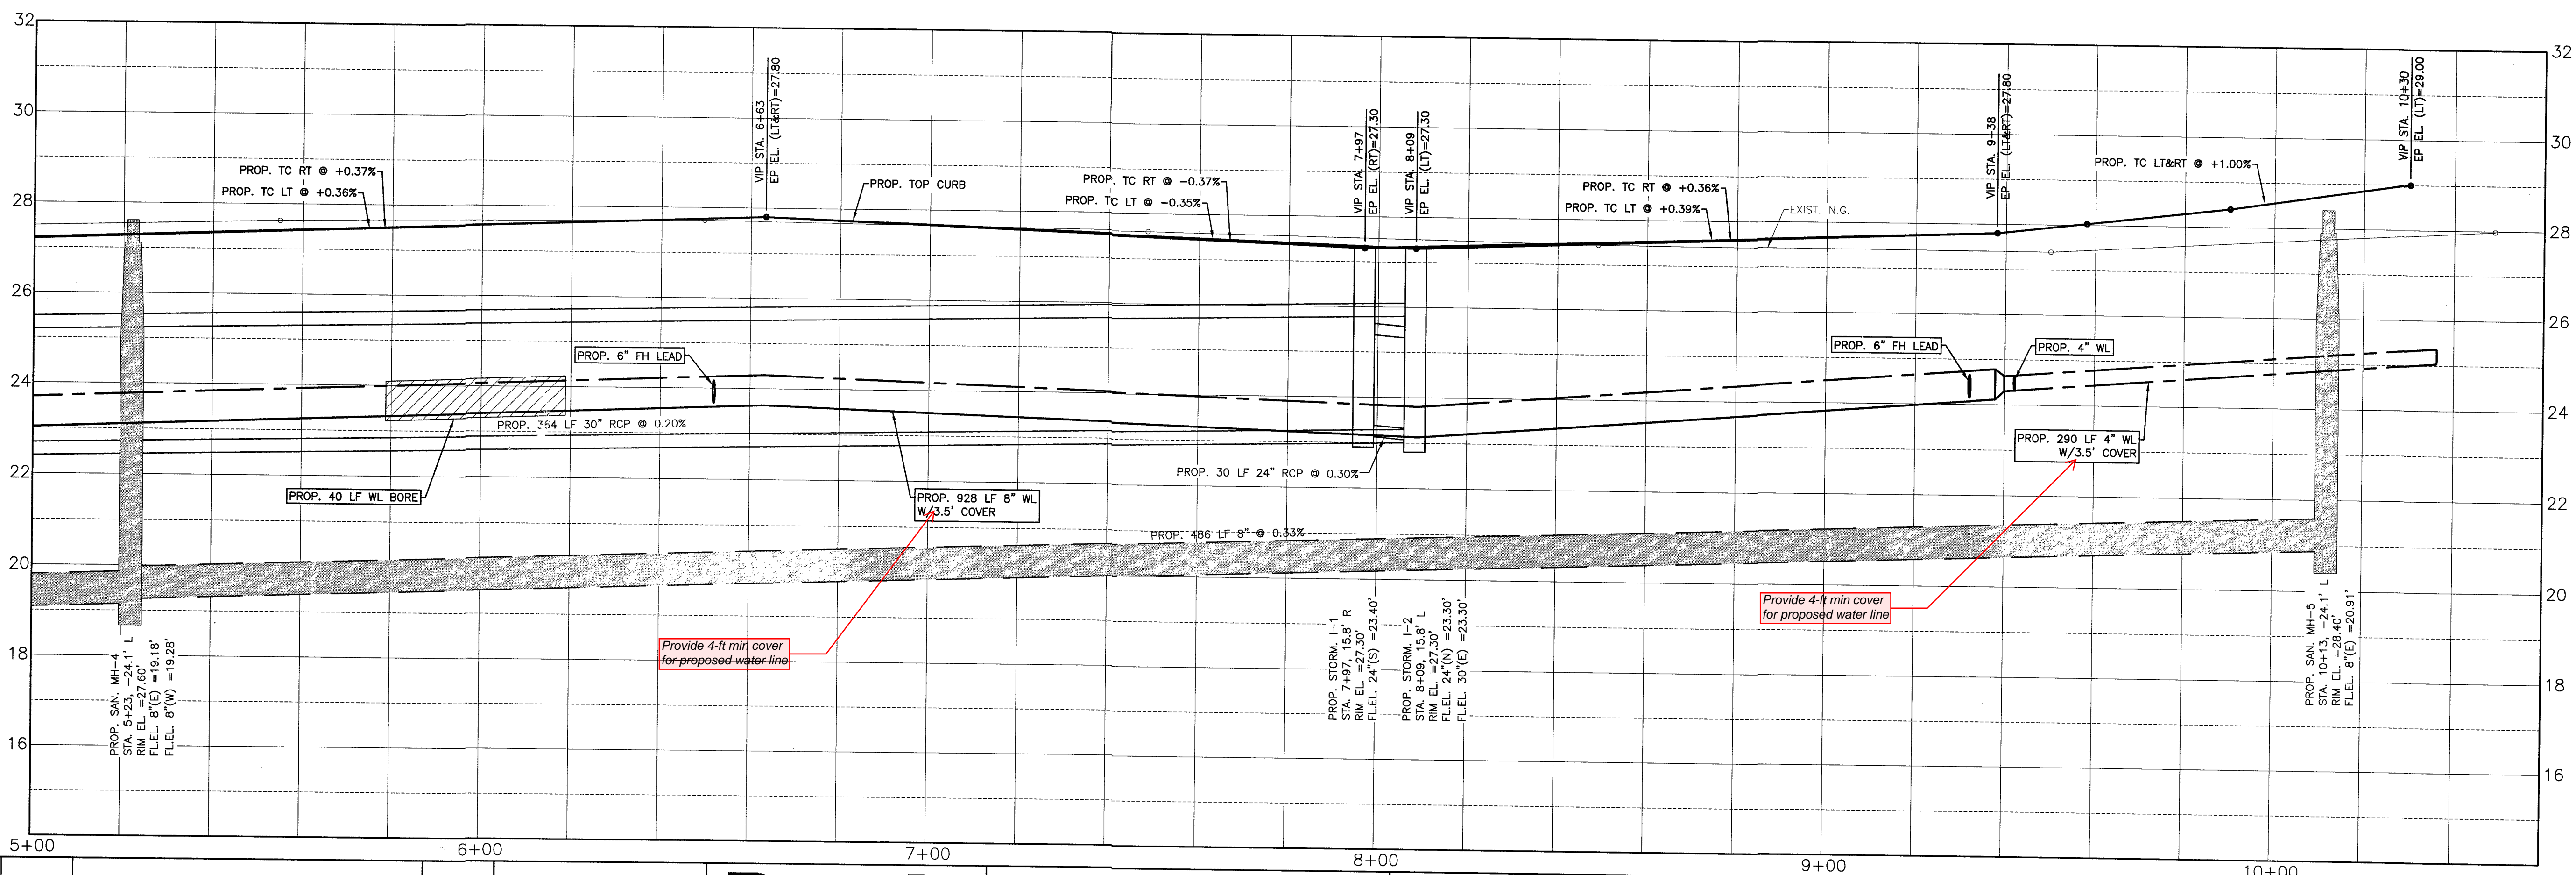 32
32
30
30
28
28
26
26
24
24
22
22
20
20
18
18
16
16
VIP STA. 6+63
EP EL. (LT&RT)=27.80
VIP STA. 7+97
EP EL. (RT)=27.30
VIP STA. 8+09
EP EL. (LT)=27.30
VIP STA. 9+38
EP EL. (LT&RT)=27.80
VIP STA. 10+30
EP EL. (LT)=29.00
PROP. TC RT @ +0.37%
PROP. TC LT @ +0.36%
PROP. TOP CURB
PROP. TC RT @ -0.37%
PROP. TC LT @ -0.35%
PROP. TC RT @ +0.36%
PROP. TC LT @ +0.39%
EXIST. N.G.
PROP. TC LT&RT @ +1.00%
PROP. 6" FH LEAD
PROP. 6" FH LEAD
PROP. 4" WL
PROP. 364 LF 30" RCP @ 0.20%
PROP. 30 LF 24" RCP @ 0.30%
PROP. 290 LF 4" WL
W/3.5' COVER
PROP. 40 LF WL BORE
PROP. 928 LF 8" WL
W/3.5' COVER
PROP. 486 LF 8" @ 0.33%
Provide 4-ft min cover
for proposed water line
Provide 4-ft min cover
for proposed water line
PROP. SAN. MH-4
STA. 5+23, -24.1' L
RIM EL. =27.60'
FL.EL. 8"(E) =19.18'
FL.EL. 8"(W) =19.28'
PROP. STORM. I-1
STA. 7+97, 15.8' R
RIM EL. =27.30'
FL.EL. 24"(S) =23.40'
PROP. STORM. I-2
STA. 8+09, 15.8' L
RIM EL. =27.30'
FL.EL. 24"(N) =23.30'
FL.EL. 30"(E) =23.30'
PROP. SAN. MH-5
STA. 10+13, -24.1' L
RIM EL. =28.40'
FL.EL. 8"(E) =20.91'
5+00
6+00
7+00
8+00
9+00
10+00